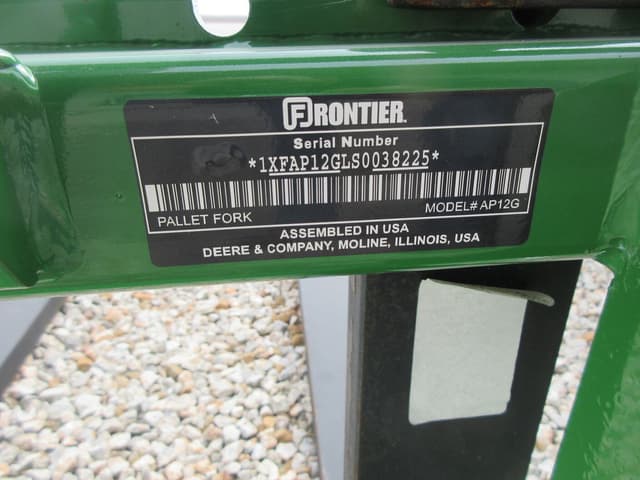 FRONTIER
Serial Number
*1XFAP12GLS0038225*
PALLET FORK MODEL# AP12G
ASSEMBLED IN USA
DEERE & COMPANY, MOLINE, ILLINOIS, USA